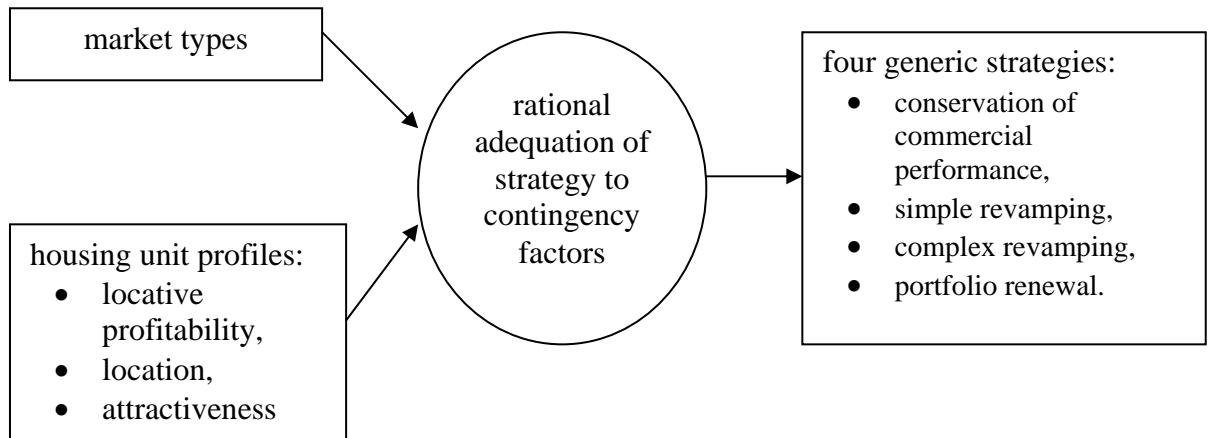 market types
housing unit profiles:
• locative
profitability,
• location,
• attractiveness
rational
adequation of
strategy to
contingency
factors
four generic strategies:
• conservation of
commercial
performance,
• simple revamping,
• complex revamping,
• portfolio renewal.